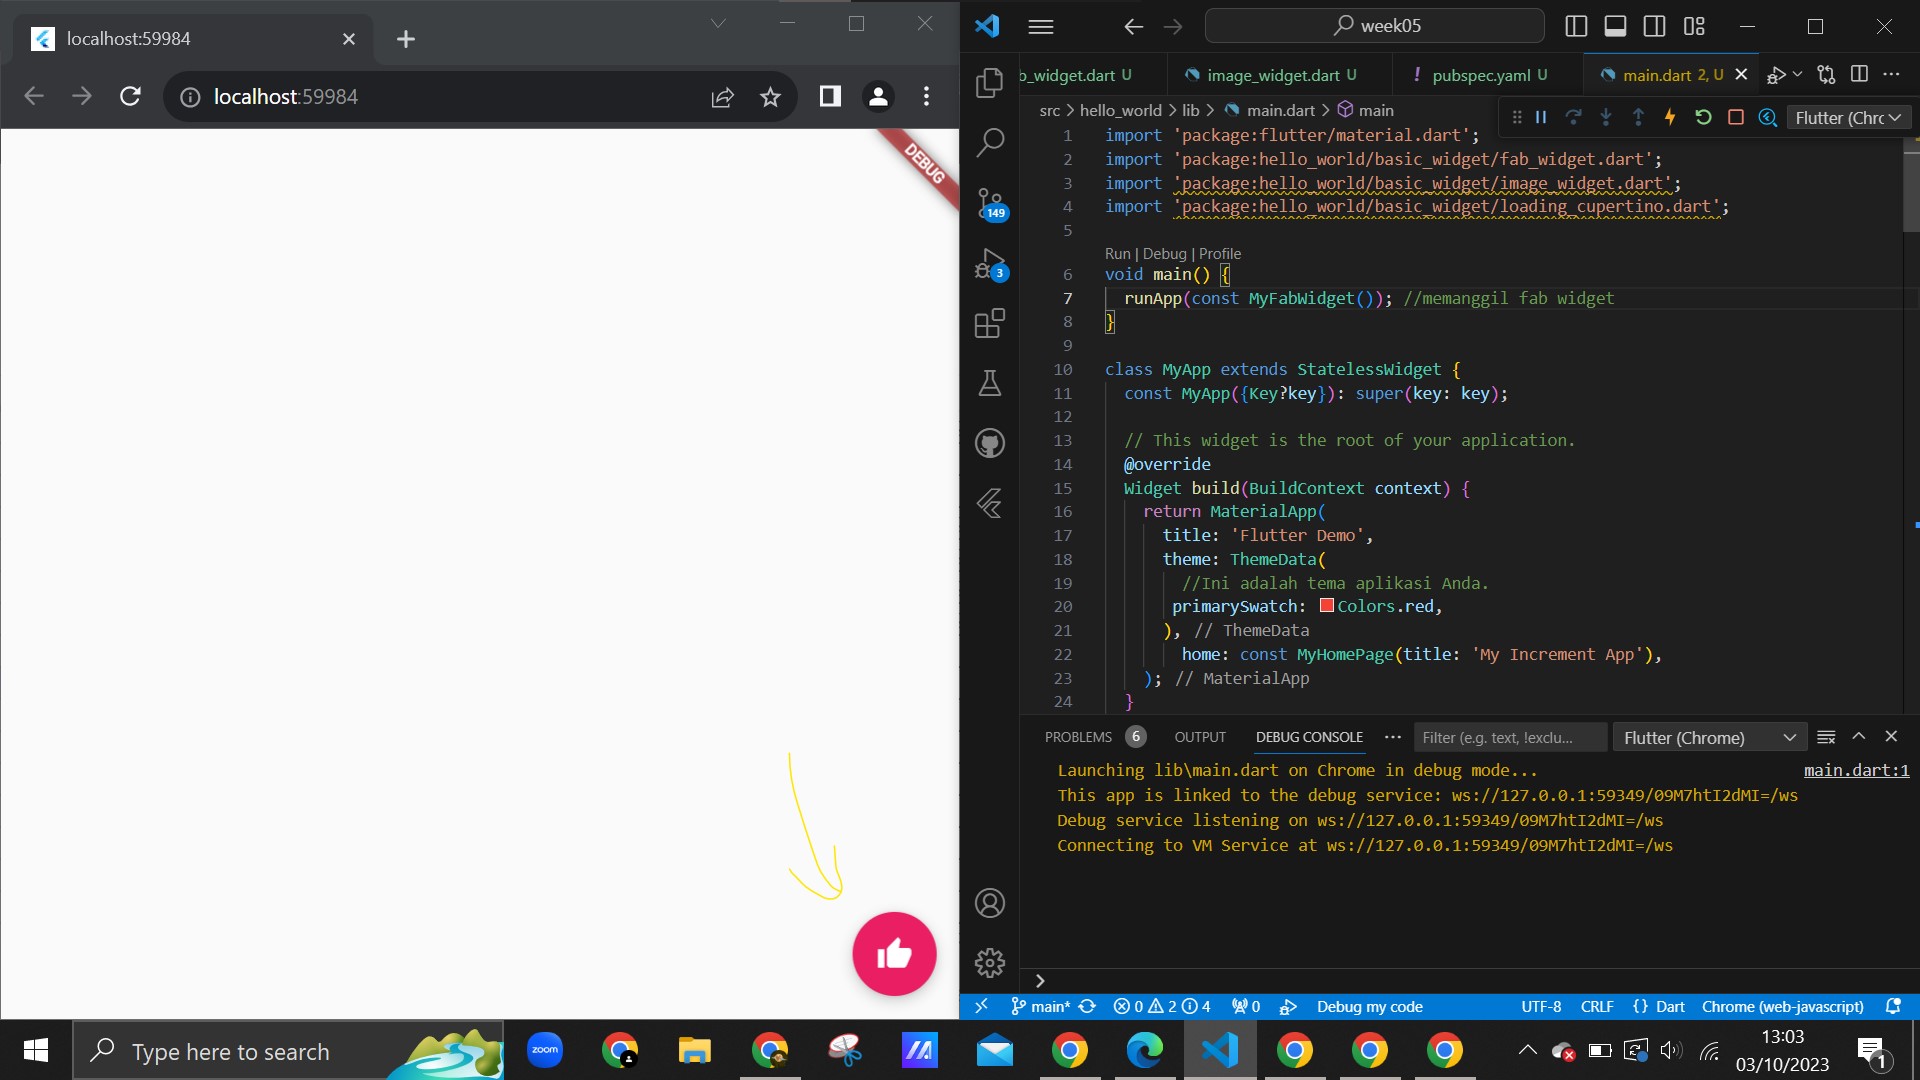 localhost:59984
localhost:59984
DEBUG
week05
b_widget.dart U
image_widget.dart U
! pubspec.yaml U
main.dart 2, U
src > hello_world > lib > main.dart > main
Flutter (Chrc
1 import 'package:flutter/material.dart';
2 import 'package:hello_world/basic_widget/fab_widget.dart';
3 import 'package:hello_world/basic_widget/image_widget.dart';
4 import 'package:hello_world/basic_widget/loading_cupertino.dart';
5
Run | Debug | Profile
6 void main() {
7 runApp(const MyFabWidget()); //memanggil fab widget
8 }
9
10 class MyApp extends StatelessWidget {
11 const MyApp({Key?key}): super(key: key);
12
13 // This widget is the root of your application.
14 @override
15 Widget build(BuildContext context) {
16 return MaterialApp(
17 title: 'Flutter Demo',
18 theme: ThemeData(
19 //Ini adalah tema aplikasi Anda.
20 primarySwatch: Colors.red,
21 ), // ThemeData
22 home: const MyHomePage(title: 'My Increment App'),
23 ); // MaterialApp
24 }
149
3
PROBLEMS 6 OUTPUT DEBUG CONSOLE ... Filter (e.g. text, !exclu... Flutter (Chrome)
Launching lib\main.dart on Chrome in debug mode... main.dart:1
This app is linked to the debug service: ws://127.0.0.1:59349/09M7htI2dMI=/ws
Debug service listening on ws://127.0.0.1:59349/09M7htI2dMI=/ws
Connecting to VM Service at ws://127.0.0.1:59349/09M7htI2dMI=/ws
main* 0 2 4 0 Debug my code UTF-8 CRLF {} Dart Chrome (web-javascript)
Type here to search
zoom
13:03
03/10/2023
1